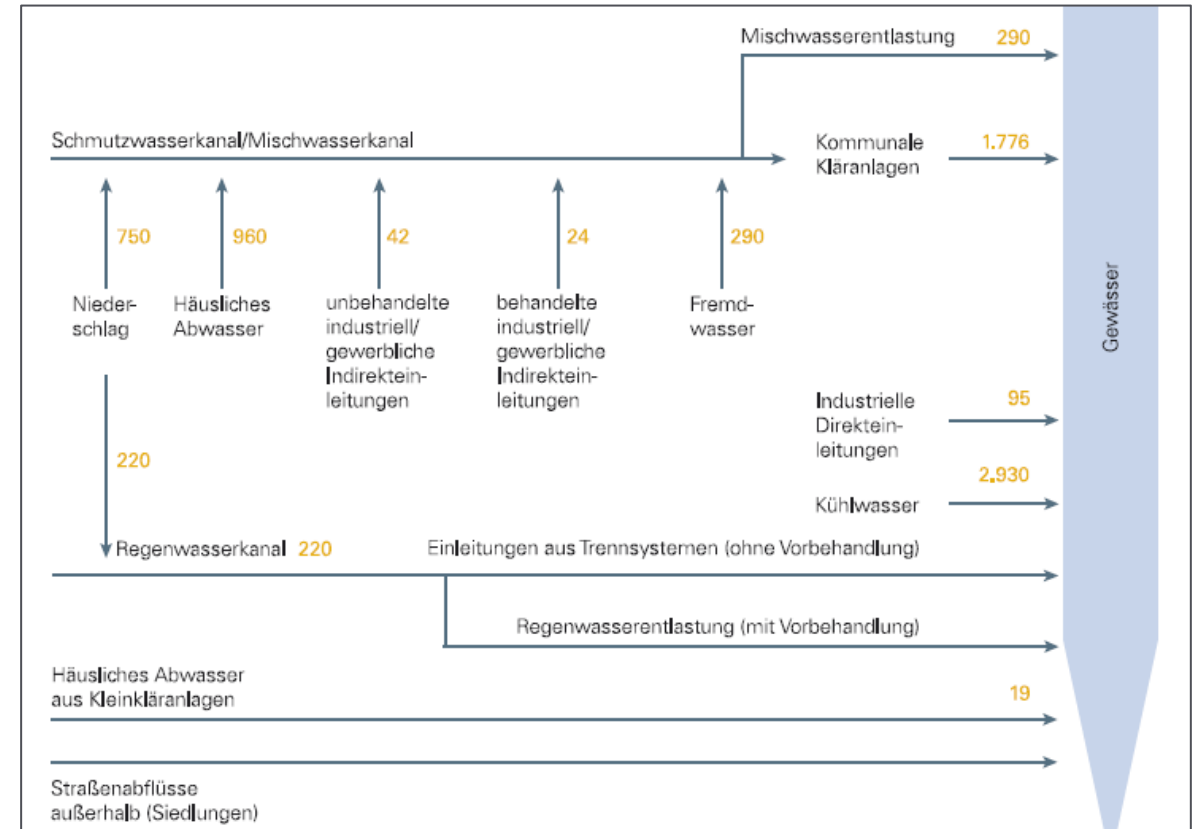 Mischwasserentlastung 290
Schmutzwasserkanal/Mischwasserkanal
Kommunale
Kläranlagen
1.776
750
960
42
24
290
Nieder-
schlag
Häusliches
Abwasser
unbehandelte
industriell/
gewerbliche
Indirektein-
leitungen
behandelte
industriell/
gewerbliche
Indirektein-
leitungen
Fremd-
wasser
Gewässer
Industrielle
Direktein-
leitungen
95
220
Kühlwasser
2.930
Regenwasserkanal 220
Einleitungen aus Trennsystemen (ohne Vorbehandlung)
Regenwasserentlastung (mit Vorbehandlung)
Häusliches Abwasser
aus Kleinkläranlagen
19
Straßenabflüsse
außerhalb (Siedlungen)